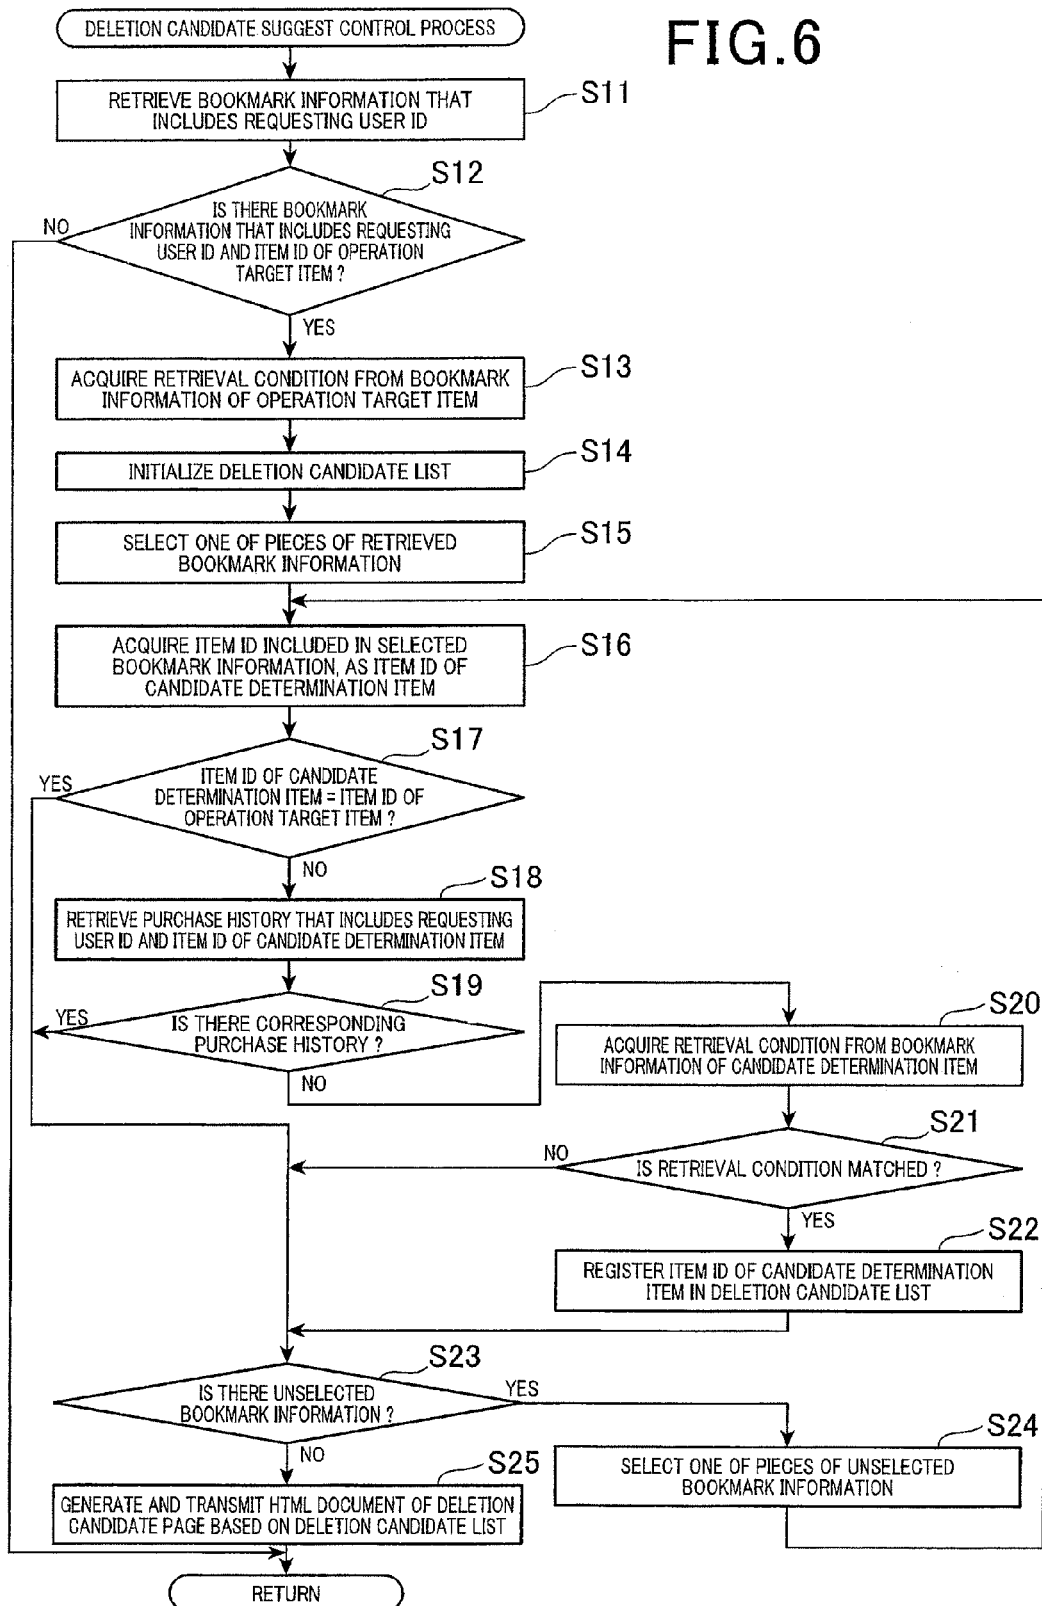 DELETION CANDIDATE SUGGEST CONTROL PROCESS
FIG.6
RETRIEVE BOOKMARK INFORMATION THAT
INCLUDES REQUESTING USER ID
S11
S12
IS THERE BOOKMARK
INFORMATION THAT INCLUDES REQUESTING
USER ID AND ITEM ID OF OPERATION
TARGET ITEM ?
NO
YES
ACQUIRE RETRIEVAL CONDITION FROM BOOKMARK
INFORMATION OF OPERATION TARGET ITEM
S13
INITIALIZE DELETION CANDIDATE LIST
S14
SELECT ONE OF PIECES OF RETRIEVED
BOOKMARK INFORMATION
S15
ACQUIRE ITEM ID INCLUDED IN SELECTED
BOOKMARK INFORMATION, AS ITEM ID OF
CANDIDATE DETERMINATION ITEM
S16
S17
YES
ITEM ID OF CANDIDATE
DETERMINATION ITEM = ITEM ID OF
OPERATION TARGET ITEM ?
NO
S18
RETRIEVE PURCHASE HISTORY THAT INCLUDES REQUESTING
USER ID AND ITEM ID OF CANDIDATE DETERMINATION ITEM
S19
YES
IS THERE CORRESPONDING
PURCHASE HISTORY ?
NO
S20
ACQUIRE RETRIEVAL CONDITION FROM BOOKMARK
INFORMATION OF CANDIDATE DETERMINATION ITEM
S21
NO
IS RETRIEVAL CONDITION MATCHED ?
YES
S22
REGISTER ITEM ID OF CANDIDATE DETERMINATION
ITEM IN DELETION CANDIDATE LIST
S23
IS THERE UNSELECTED
BOOKMARK INFORMATION ?
YES
NO
S24
SELECT ONE OF PIECES OF UNSELECTED
BOOKMARK INFORMATION
S25
GENERATE AND TRANSMIT HTML DOCUMENT OF DELETION
CANDIDATE PAGE BASED ON DELETION CANDIDATE LIST
RETURN